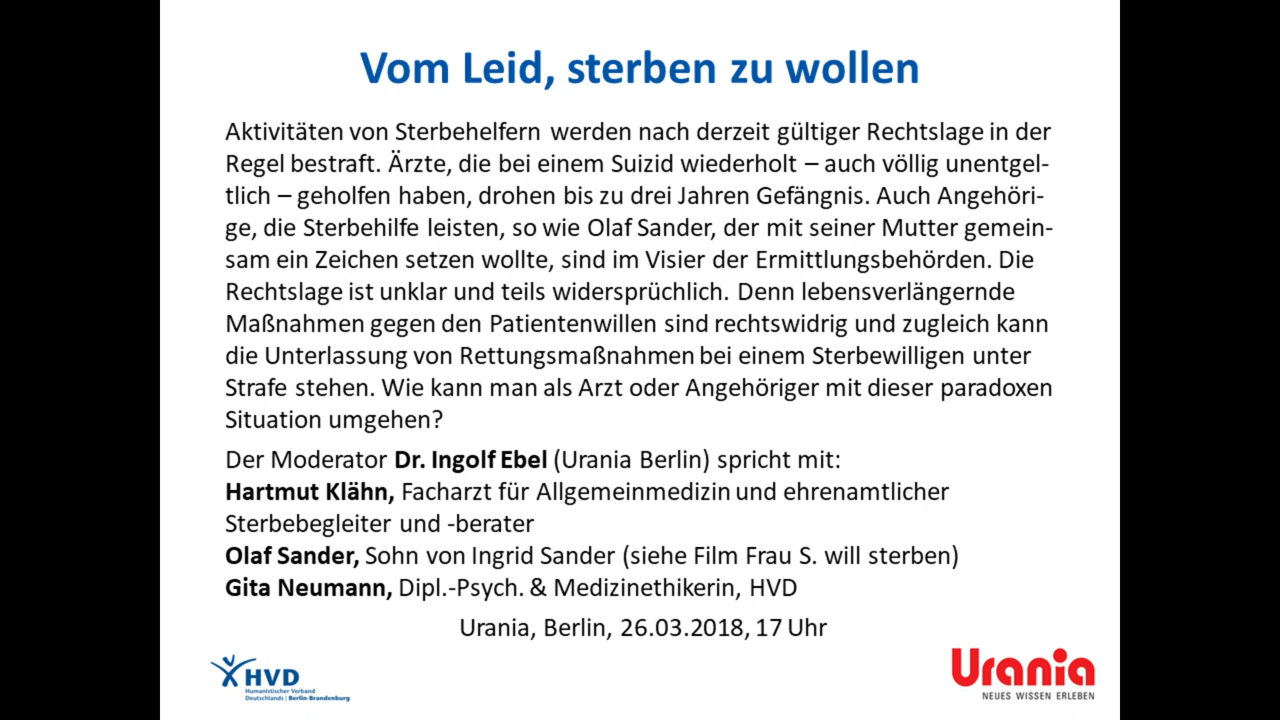 Vom Leid, sterben zu wollen
Aktivitäten von Sterbehelfern werden nach derzeit gültiger Rechtslage in der
Regel bestraft. Ärzte, die bei einem Suizid wiederholt – auch völlig unentgel-
tlich – geholfen haben, drohen bis zu drei Jahren Gefängnis. Auch Angehöri-
ge, die Sterbehilfe leisten, so wie Olaf Sander, der mit seiner Mutter gemein-
sam ein Zeichen setzen wollte, sind im Visier der Ermittlungsbehörden. Die
Rechtslage ist unklar und teils widersprüchlich. Denn lebensverlängernde
Maßnahmen gegen den Patientenwillen sind rechtswidrig und zugleich kann
die Unterlassung von Rettungsmaßnahmen bei einem Sterbewilligen unter
Strafe stehen. Wie kann man als Arzt oder Angehöriger mit dieser paradoxen
Situation umgehen?
Der Moderator Dr. Ingolf Ebel (Urania Berlin) spricht mit:
Hartmut Klähn, Facharzt für Allgemeinmedizin und ehrenamtlicher
Sterbebegleiter und -berater
Olaf Sander, Sohn von Ingrid Sander (siehe Film Frau S. will sterben)
Gita Neumann, Dipl.-Psych. & Medizinethikerin, HVD
Urania, Berlin, 26.03.2018, 17 Uhr
HVD
Humanistischer Verband
Deutschlands | Berlin-Brandenburg
Urania
NEUES WISSEN ERLEBEN